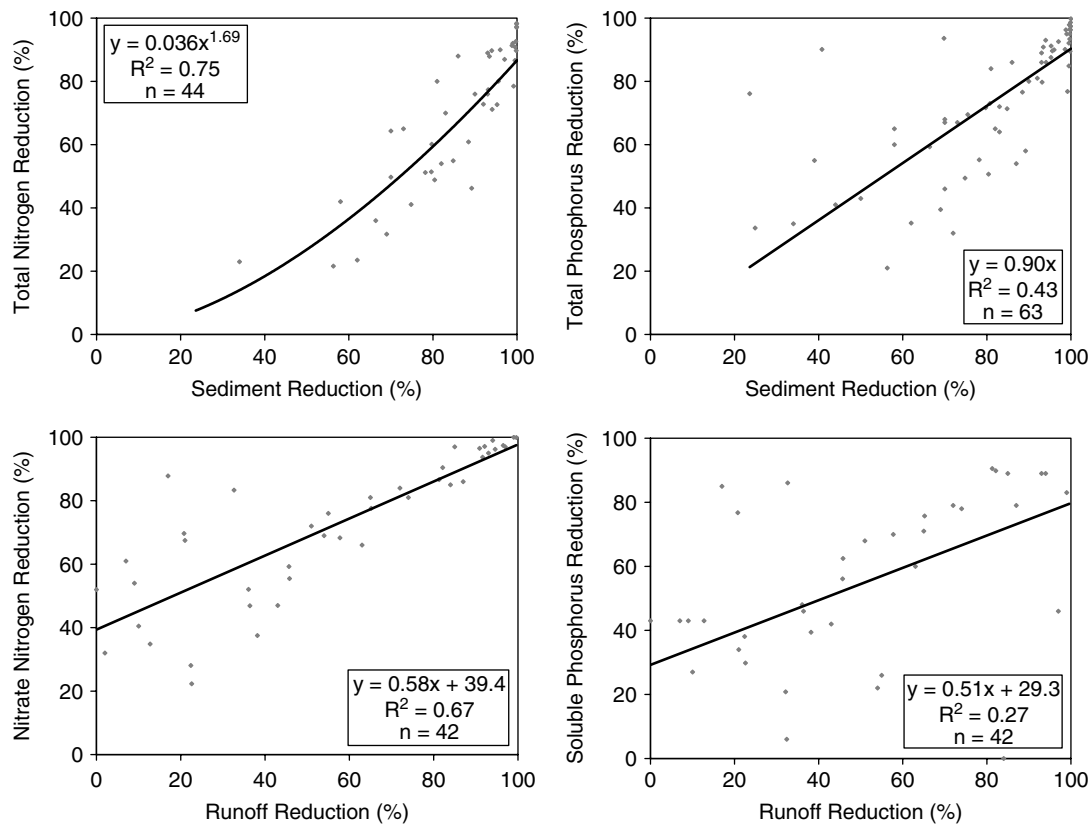 Total Nitrogen Reduction (%)
100
80
60
40
20
0
y = 0.036x^1.69
R² = 0.75
n = 44
0 20 40 60 80 100
Sediment Reduction (%)
Total Phosphorus Reduction (%)
100
80
60
40
20
0
y = 0.90x
R² = 0.43
n = 63
0 20 40 60 80 100
Sediment Reduction (%)
Nitrate Nitrogen Reduction (%)
100
80
60
40
20
0
y = 0.58x + 39.4
R² = 0.67
n = 42
0 20 40 60 80 100
Runoff Reduction (%)
Soluble Phosphorus Reduction (%)
100
80
60
40
20
0
y = 0.51x + 29.3
R² = 0.27
n = 42
0 20 40 60 80 100
Runoff Reduction (%)